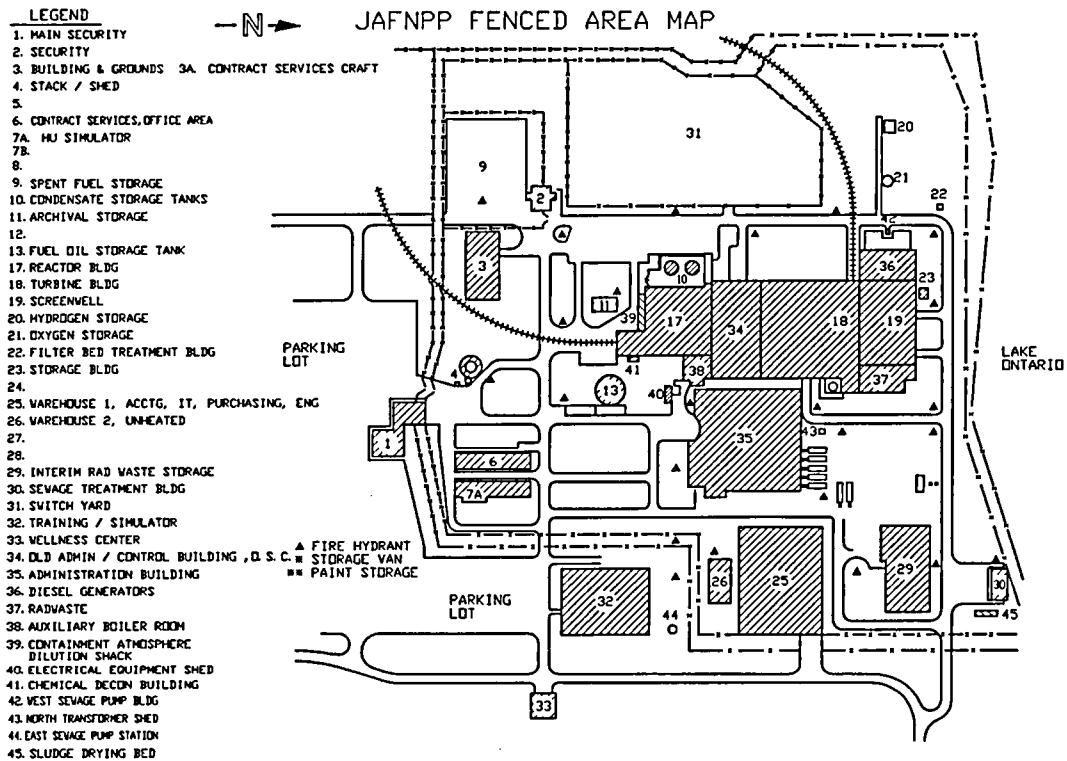 LEGEND
N
JAFNPP FENCED AREA MAP
1. MAIN SECURITY
2. SECURITY
3. BUILDING & GROUNDS 3A. CONTRACT SERVICES CRAFT
4. STACK / SHED
5.
6. CONTRACT SERVICES, OFFICE AREA
7A. HU SIMULATOR
7B.
8.
9. SPENT FUEL STORAGE
10. CONDENSATE STORAGE TANKS
11. ARCHIVAL STORAGE
12.
13. FUEL OIL STORAGE TANK
17. REACTOR BLDG
18. TURBINE BLDG
19. SCREENWELL
20. HYDROGEN STORAGE
21. OXYGEN STORAGE
22. FILTER BED TREATMENT BLDG
23. STORAGE BLDG
24.
25. WAREHOUSE 1, ACCTG, IT, PURCHASING, ENG
26. WAREHOUSE 2, UNHEATED
27.
28.
29. INTERIM RAD WASTE STORAGE
30. SEWAGE TREATMENT BLDG
31. SWITCH YARD
32. TRAINING / SIMULATOR
33. WELLNESS CENTER
34. OLD ADMIN / CONTROL BUILDING , O. S. C.
35. ADMINISTRATION BUILDING
36. DIESEL GENERATORS
37. RADWASTE
38. AUXILIARY BOILER ROOM
39. CONTAINMENT ATMOSPHERE
DILUTION SHACK
40. ELECTRICAL EQUIPMENT SHED
41. CHEMICAL DECON BUILDING
42. WEST SEWAGE PUMP BLDG
43. NORTH TRANSFORMER SHED
44. EAST SEWAGE PUMP STATION
45. SLUDGE DRYING BED
▲ FIRE HYDRANT
* STORAGE VAN
** PAINT STORAGE
31
20
9
21
2
22
42
3
36
10
23
11
39
17
34
18
19
PARKING
LOT
LAKE
ONTARIO
41
4
38
37
13
40
1
35
43
6
7A
**
26
25
29
30
32
PARKING
LOT
44
45
33